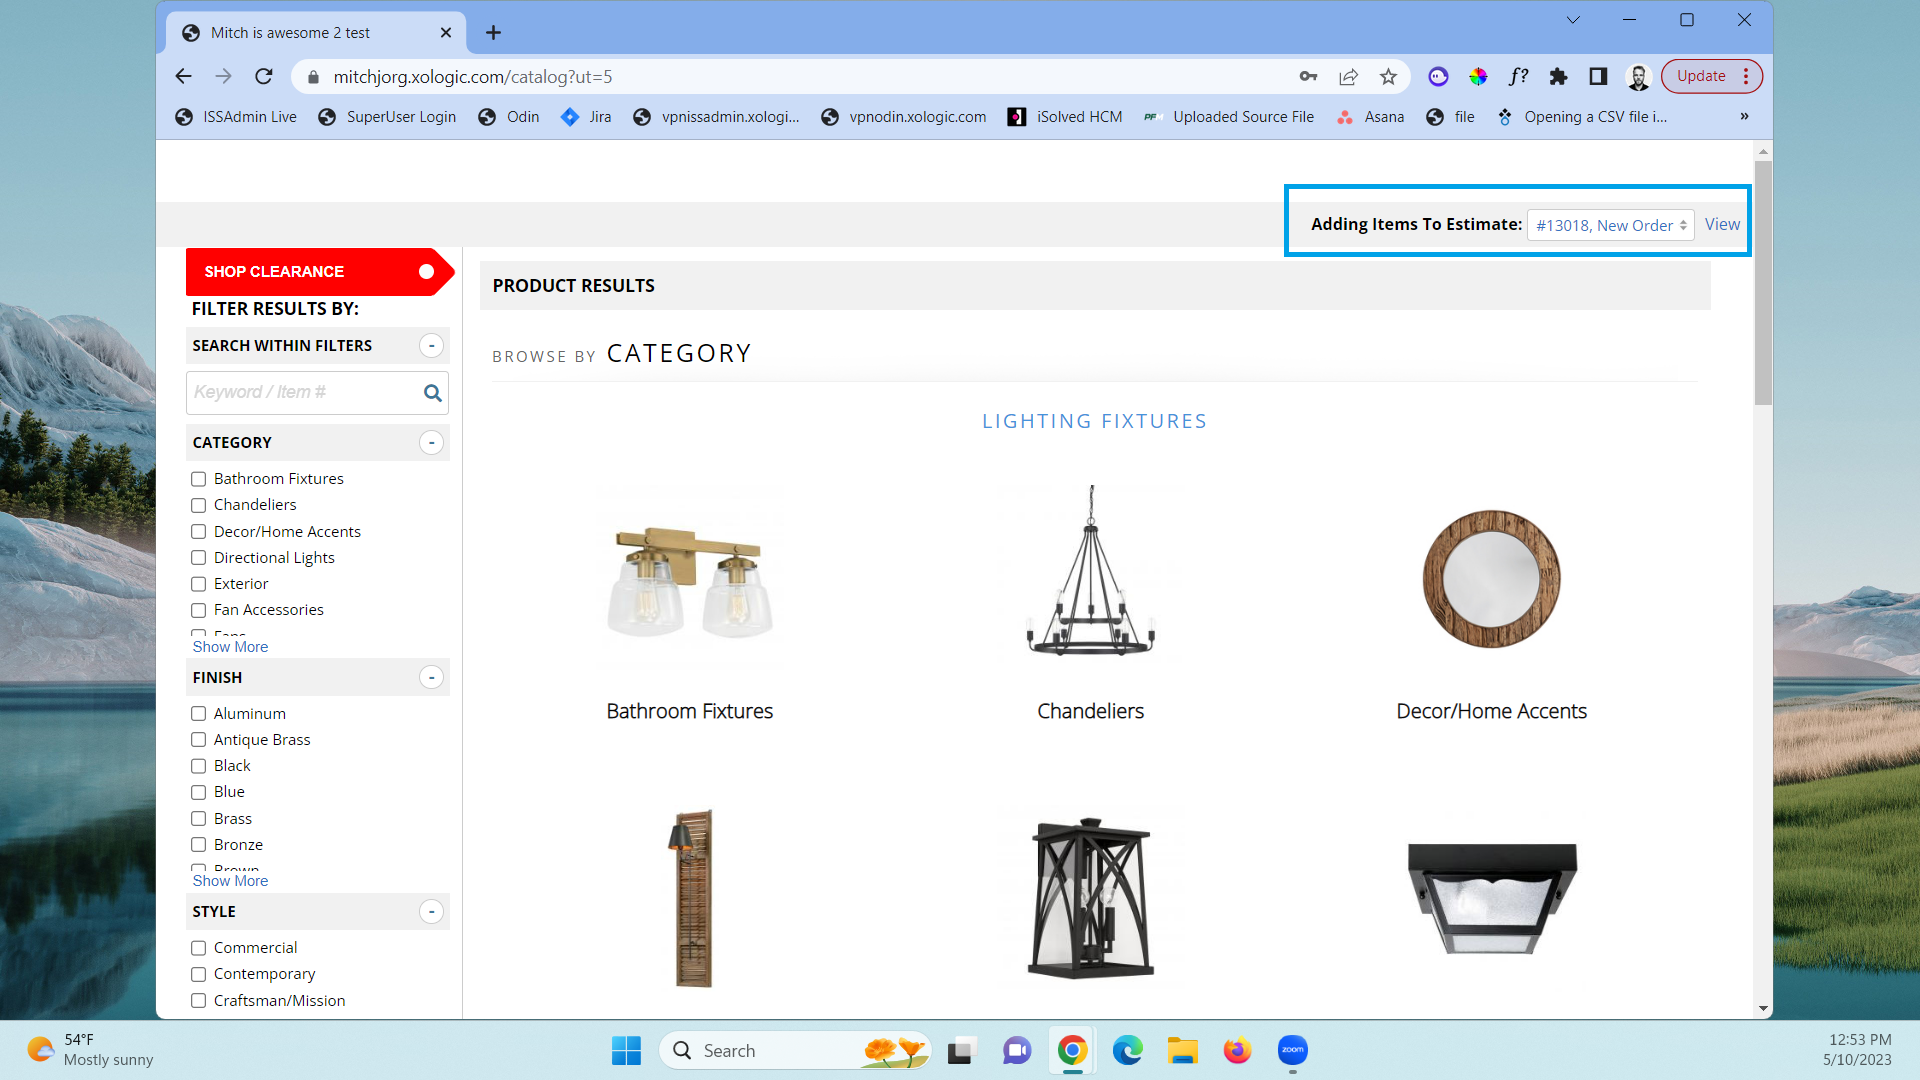 Mitch is awesome 2 test
mitchjorg.xologic.com/catalog?ut=5
f?
Update
ISSAdmin Live
SuperUser Login
Odin
Jira
vpnissadmin.xologi...
vpnodin.xologic.com
iSolved HCM
Uploaded Source File
Asana
file
Opening a CSV file i...
»
Adding Items To Estimate: #13018, New Order View
SHOP CLEARANCE
FILTER RESULTS BY:
SEARCH WITHIN FILTERS -
Keyword / Item #
CATEGORY -
Bathroom Fixtures
Chandeliers
Decor/Home Accents
Directional Lights
Exterior
Fan Accessories
Fans
Show More
FINISH -
Aluminum
Antique Brass
Black
Blue
Brass
Bronze
Brown
Show More
STYLE -
Commercial
Contemporary
Craftsman/Mission
PRODUCT RESULTS
BROWSE BY CATEGORY
LIGHTING FIXTURES
Bathroom Fixtures
Chandeliers
Decor/Home Accents
54°F
Mostly sunny
Search
zoom
12:53 PM
5/10/2023